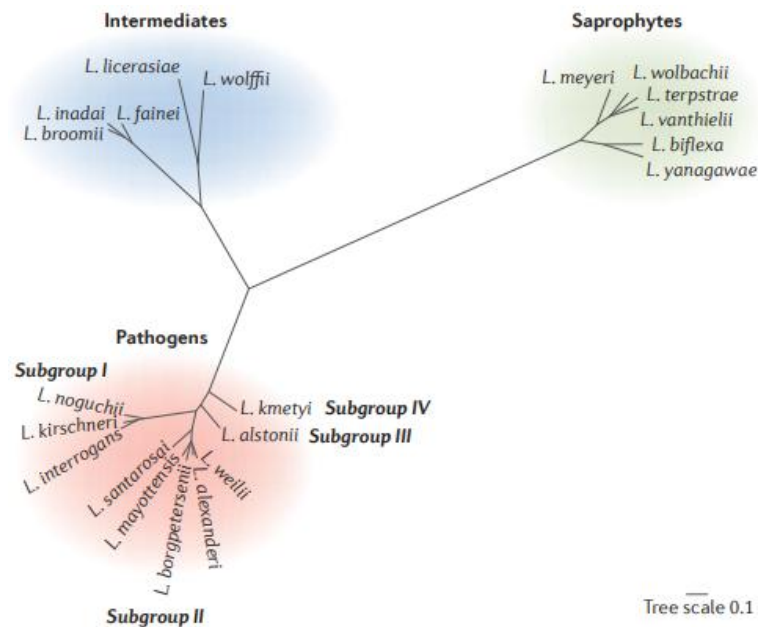 Intermediates
L. licerasiae
L. wolffii
L. inadai
L. fainei
L. broomii
Saprophytes
L. meyeri
L. wolbachii
L. terpstrae
L. vanthielii
L. biflexa
L. yanagawae
Pathogens
Subgroup I
L. noguchii
L. kirschneri
L. interrogans
L. kmetyi Subgroup IV
L. alstonii Subgroup III
L. santarosai
L. mayottensis
L. borgpetersenii
L. alexanderi
L. weilii
Subgroup II
Tree scale 0.1